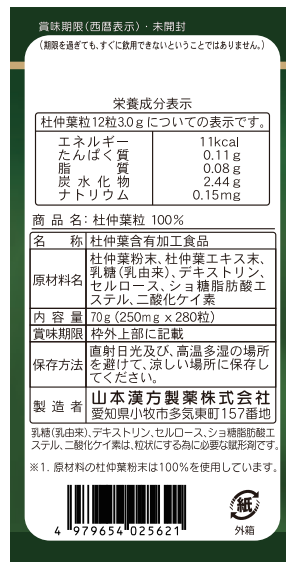 賞味期限(西暦表示)・未開封
(期限を過ぎても、すぐに飲用できないということではありません。)
栄養成分表示
杜仲葉粒12粒3.0gについての表示です。
エネルギー 11kcal
たんぱく質 0.11g
脂質 0.08g
炭水化物 2.44g
ナトリウム 0.15mg
商品名:杜仲葉粒 100%
名称 杜仲葉含有加工食品
原材料名 杜仲葉粉末、杜仲葉エキス末、
乳糖(乳由来)、デキストリン、
セルロース、ショ糖脂肪酸エ
ステル、二酸化ケイ素
内容量 70g(250mg×280粒)
賞味期限 枠外上部に記載
保存方法 直射日光及び、高温多湿の場所
を避けて、涼しい場所に保存し
てください。
製造者 山本漢方製薬株式会社
愛知県小牧市多気東町157番地
乳糖(乳由来)、デキストリン、セルロース、ショ糖脂肪酸エ
ステル、二酸化ケイ素は、粒状にする為に必要な賦形剤です。
※1. 原材料の杜仲葉粉末は100%を使用しています。
4 979654 025621
紙
外箱